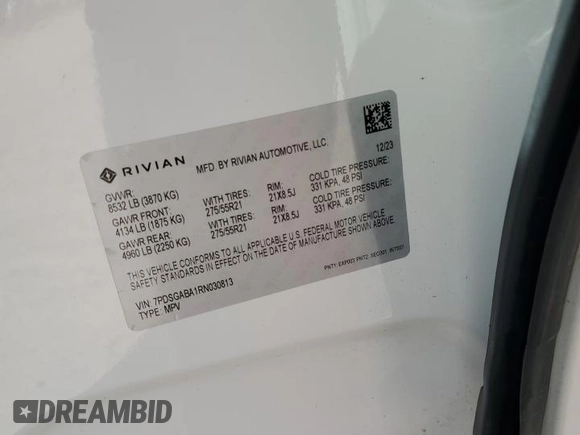 RIVIAN MFD. BY RIVIAN AUTOMOTIVE, LLC. 12/23
GVWR:
8532 LB (3870 KG) WITH TIRES: RIM: COLD TIRE PRESSURE:
GAWR FRONT: 275/55R21 21X8.5J 331 KPA, 48 PSI
4134 LB (1875 KG) WITH TIRES: RIM: COLD TIRE PRESSURE:
GAWR REAR: 275/55R21 21X8.5J 331 KPA, 48 PSI
4960 LB (2250 KG)
THIS VEHICLE CONFORMS TO ALL APPLICABLE U.S. FEDERAL MOTOR VEHICLE
SAFETY STANDARDS IN EFFECT ON THE DATE OF MANUFACTURE SHOWN ABOVE.
VIN: 7PDSGABA1RN030813
TYPE: MPV
DREAMBID